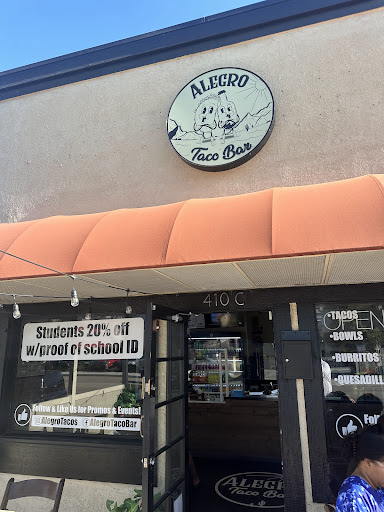 ALEGRO
Taco Bar
410 C
Students 20% off
w/proof of school ID
OPEN
•TACOS
•BOWLS
•BURRITOS
•QUESADILL
Follow & Like Us for Promos & Events!
AlegroTacos AlegroTacoBar
Fo
ALEGRO
Taco Bar